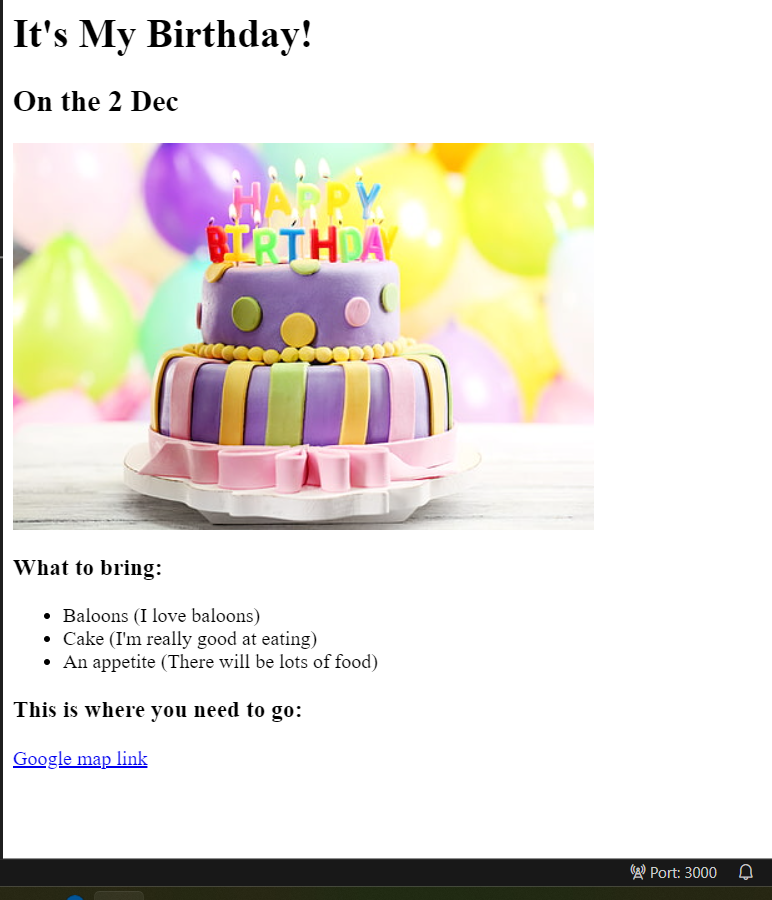 It's My Birthday!
On the 2 Dec
HAPPY
BIRTHDAY
What to bring:
Baloons (I love baloons)
Cake (I'm really good at eating)
An appetite (There will be lots of food)
This is where you need to go:
Google map link
Port: 3000